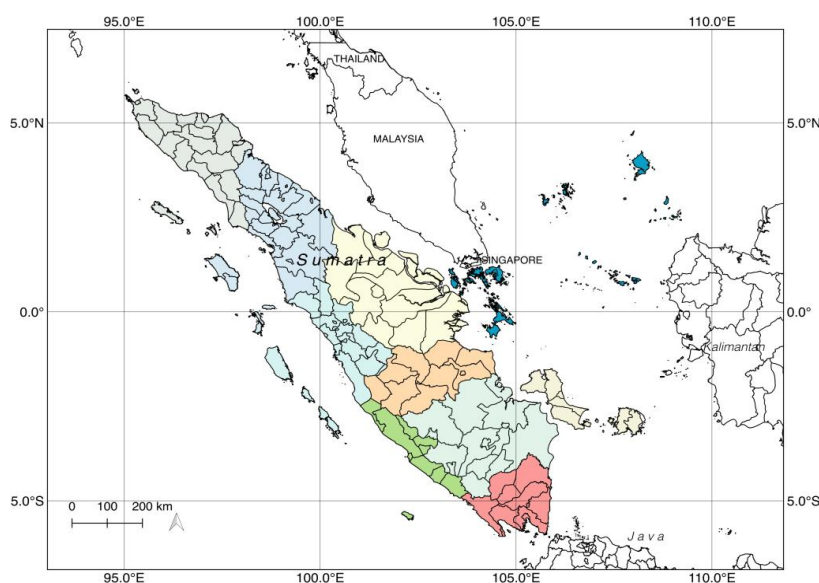 95.0°E 100.0°E 105.0°E 110.0°E
THAILAND
5.0°N 5.0°N
MALAYSIA
Sumatra SINGAPORE
0.0° 0.0°
Kalimantan
0 100 200 km 5.0°S 5.0°S
Java
95.0°E 100.0°E 105.0°E 110.0°E